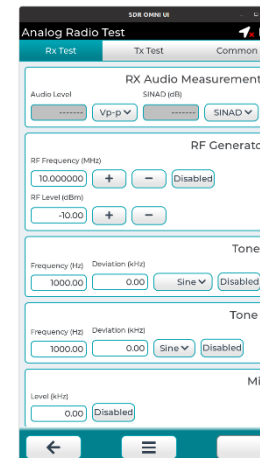 SDR OMNI UI
Analog Radio Test
Rx Test Tx Test Common
RX Audio Measurement
Audio Level SINAD (dB)
------- Vp-p ------- SINAD
RF Generato
RF Frequency (MHz)
10.000000 + − Disabled
RF Level (dBm)
-10.00 + −
Tone
Frequency (Hz) Deviation (kHz)
1000.00 0.00 Sine Disabled
Tone
Frequency (Hz) Deviation (kHz)
1000.00 0.00 Sine Disabled
Mi
Level (kHz)
0.00 Disabled